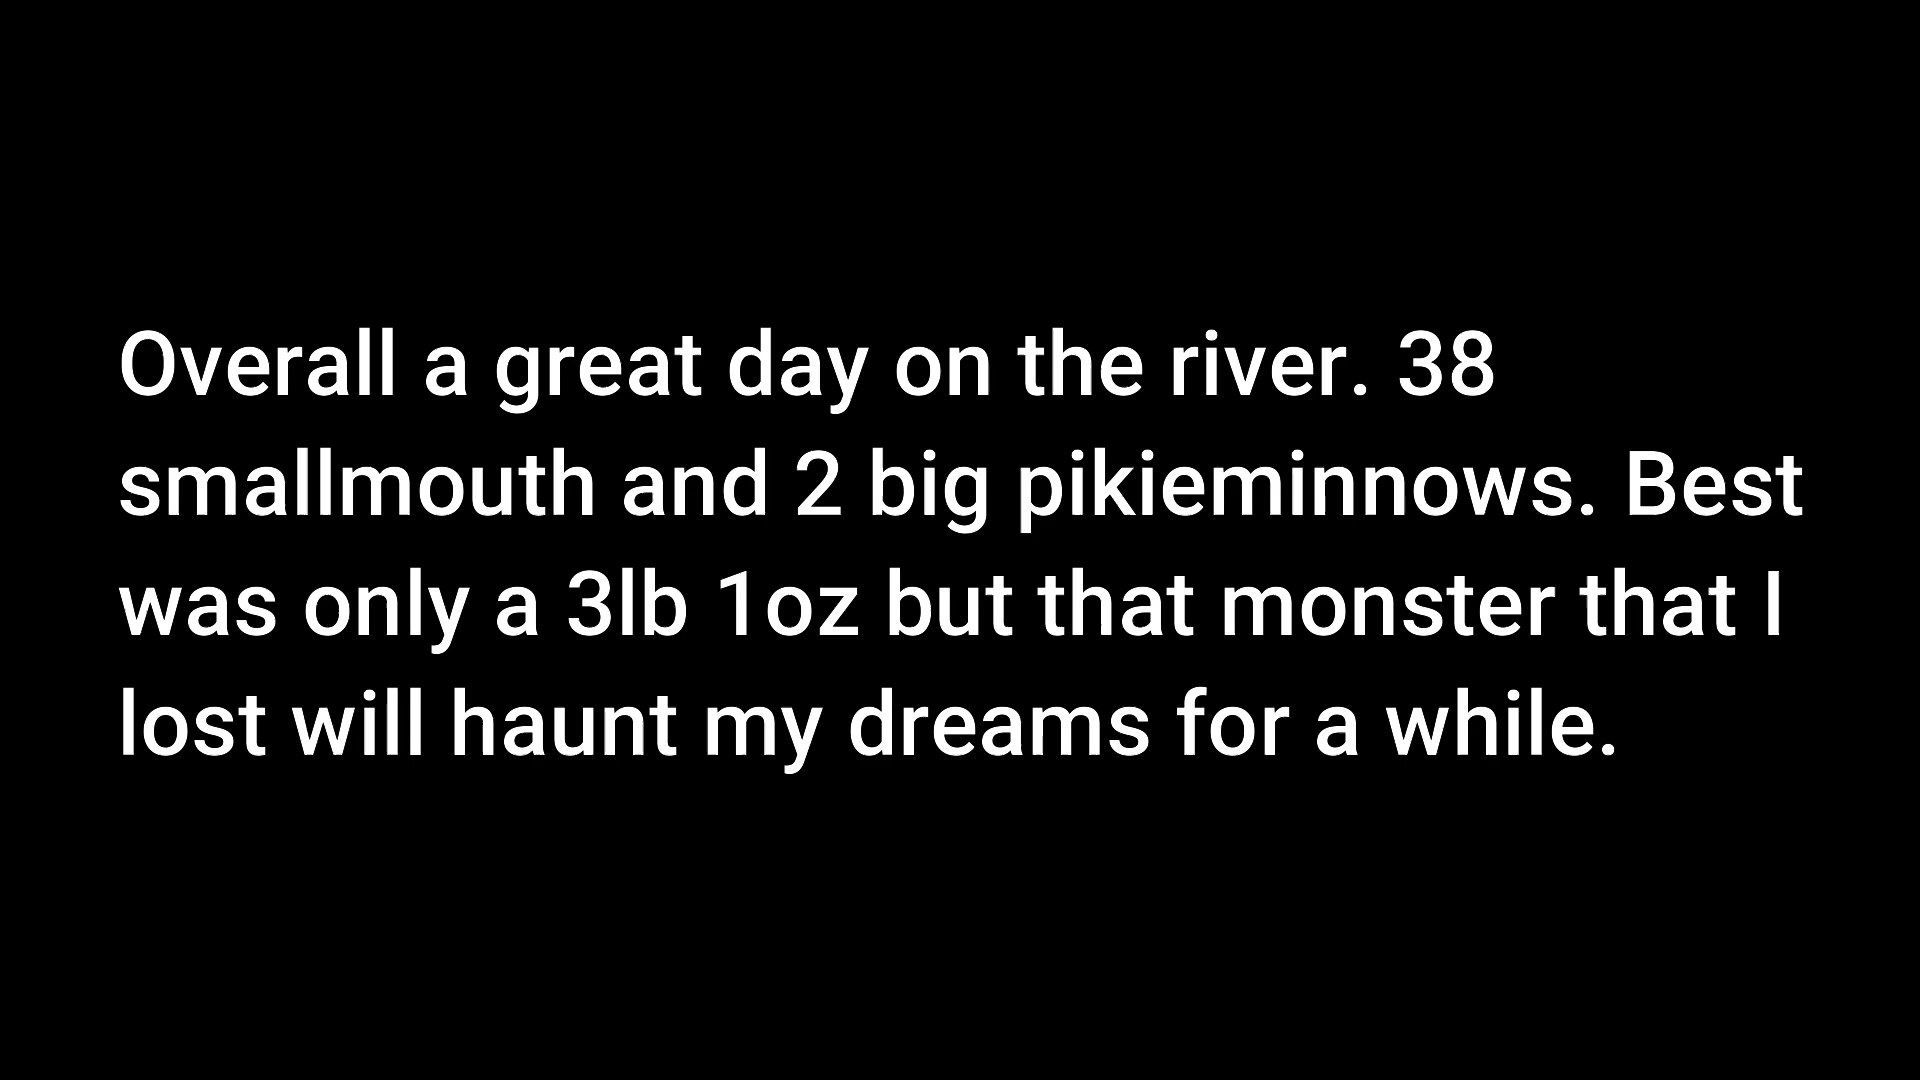 Overall a great day on the river. 38
smallmouth and 2 big pikieminnows. Best
was only a 3lb 1oz but that monster that I
lost will haunt my dreams for a while.